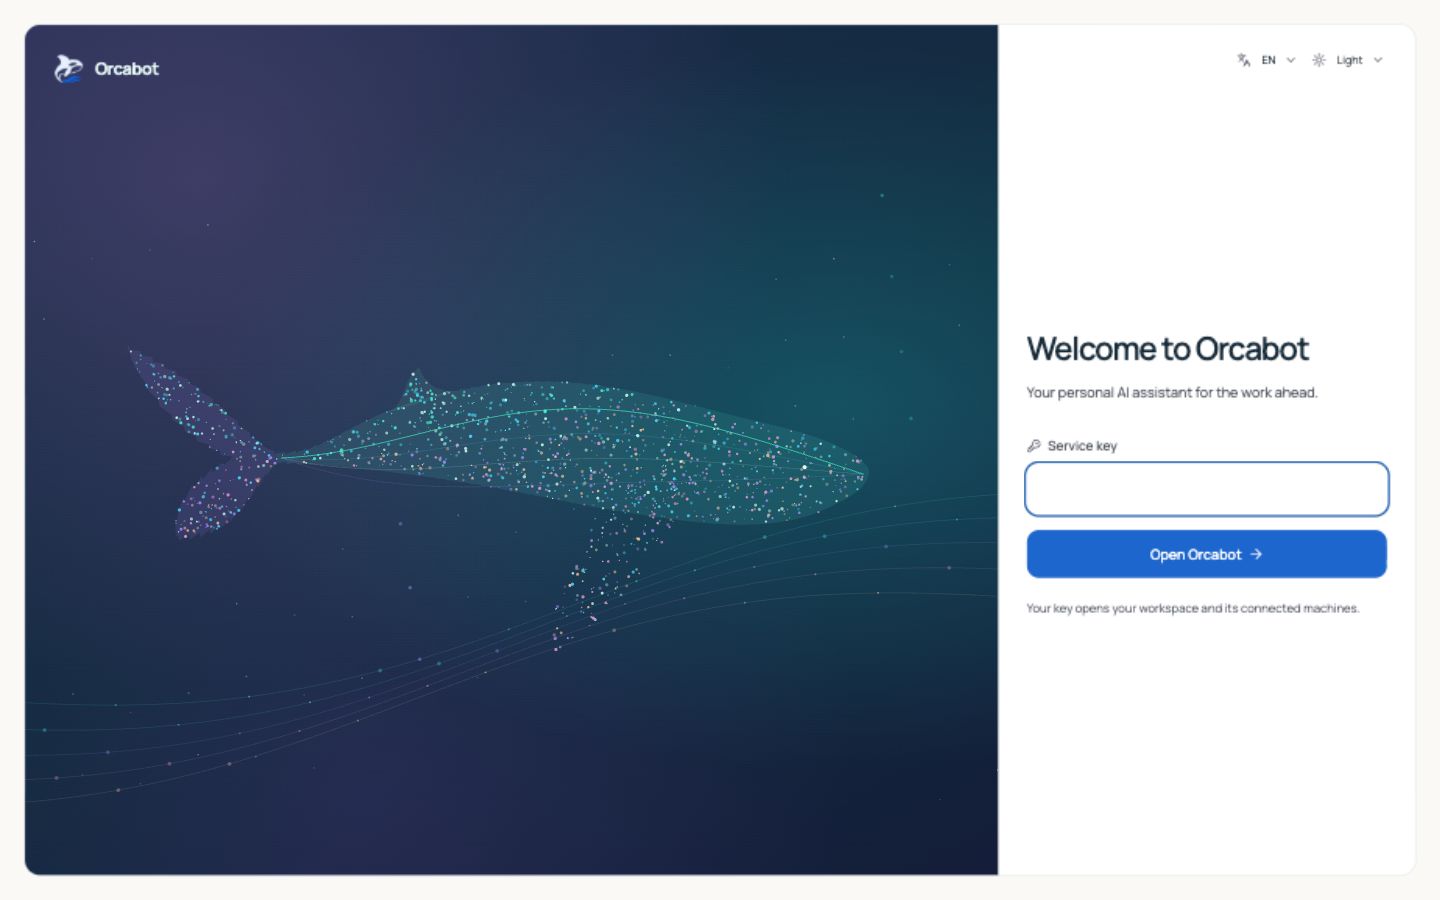 Orcabot
EN
Light
Welcome to Orcabot
Your personal AI assistant for the work ahead.
Service key
Open Orcabot →
Your key opens your workspace and its connected machines.